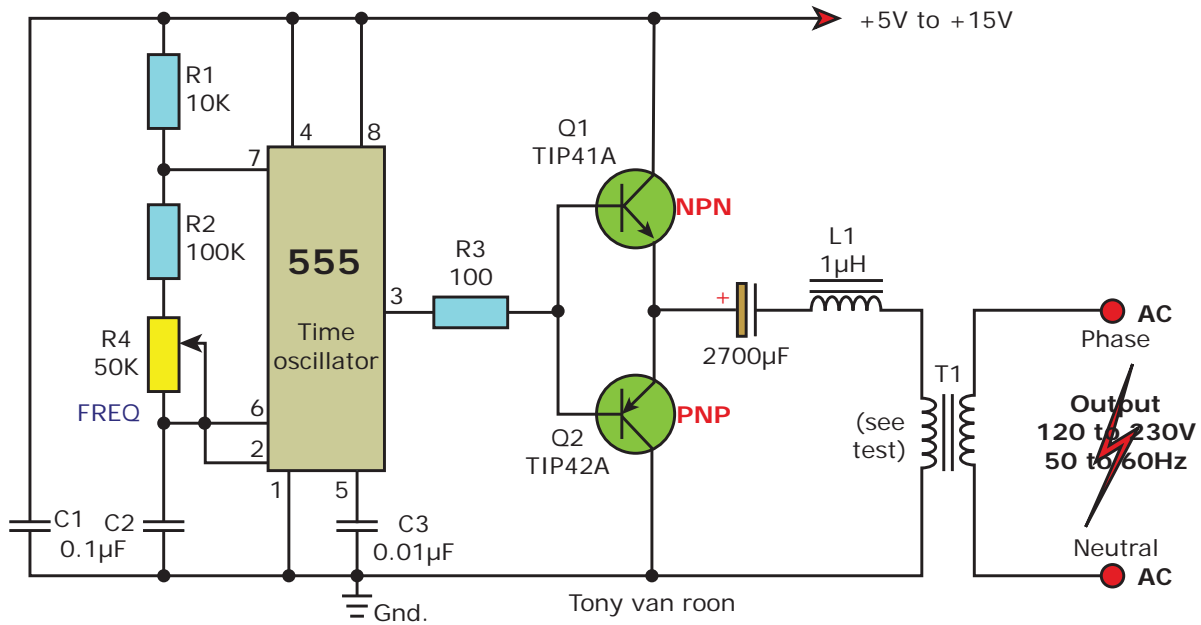 +5V to +15V
R1
10K
4
8
7
Q1
TIP41A
NPN
R2
100K
555
Time
oscillator
3
R3
100
L1
1µH
+
2700µF
R4
50K
FREQ
6
2
1
5
Q2
TIP42A
PNP
(see
test)
T1
AC
Phase
Output
120 to 230V
50 to 60Hz
Neutral
AC
C1
0.1µF
C2
C3
0.01µF
Gnd.
Tony van roon